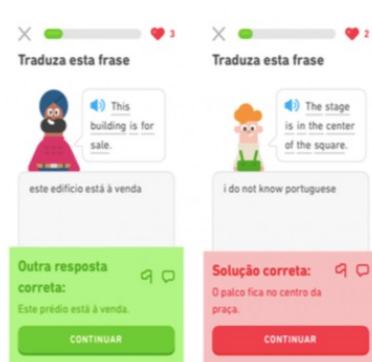 3
Traduza esta frase
This
building is for
sale.
este edifício está à venda
Outra resposta
correta:
Este prédio está à venda.
CONTINUAR
2
Traduza esta frase
The stage
is in the center
of the square.
i do not know portuguese
Solução correta:
O palco fica no centro da
praça.
CONTINUAR